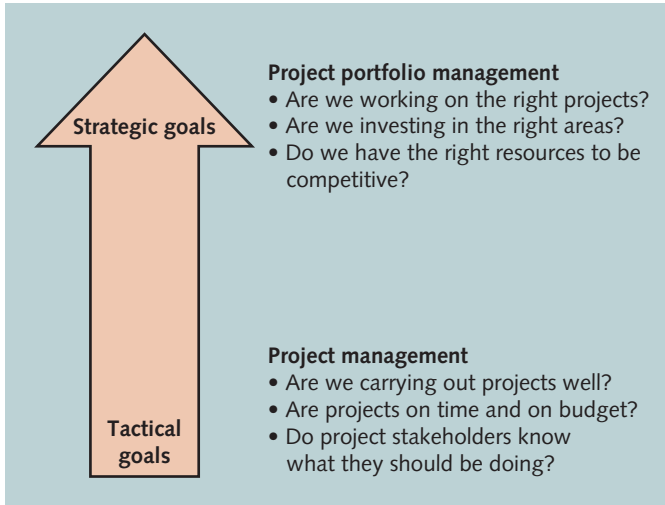 Strategic goals
Project portfolio management
• Are we working on the right projects?
• Are we investing in the right areas?
• Do we have the right resources to be
competitive?
Tactical
goals
Project management
• Are we carrying out projects well?
• Are projects on time and on budget?
• Do project stakeholders know
what they should be doing?